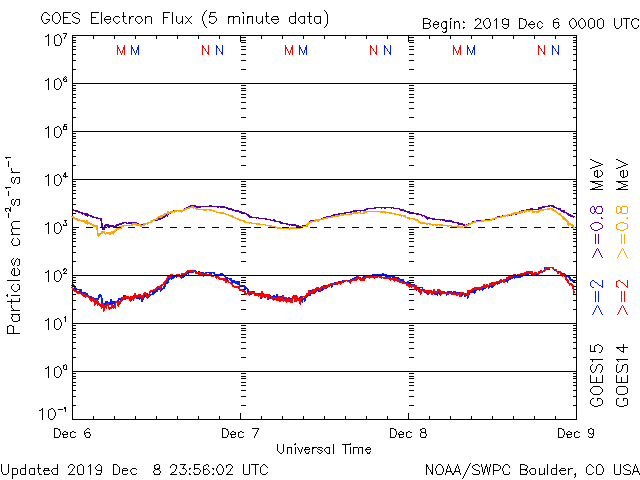 GOES Electron Flux (5 minute data)
Begin: 2019 Dec 6 0000 UTC
M M N N M M N N M M N N
10⁷
10⁶
10⁵
10⁴
10³
10²
10¹
10⁰
10⁻¹
Particles cm⁻²s⁻¹sr⁻¹
Dec 6 Dec 7 Dec 8 Dec 9
Universal Time
GOES15 >=2 >=0.8 MeV
GOES14 >=2 >=0.8 MeV
Updated 2019 Dec 8 23:56:02 UTC
NOAA/SWPC Boulder, CO USA